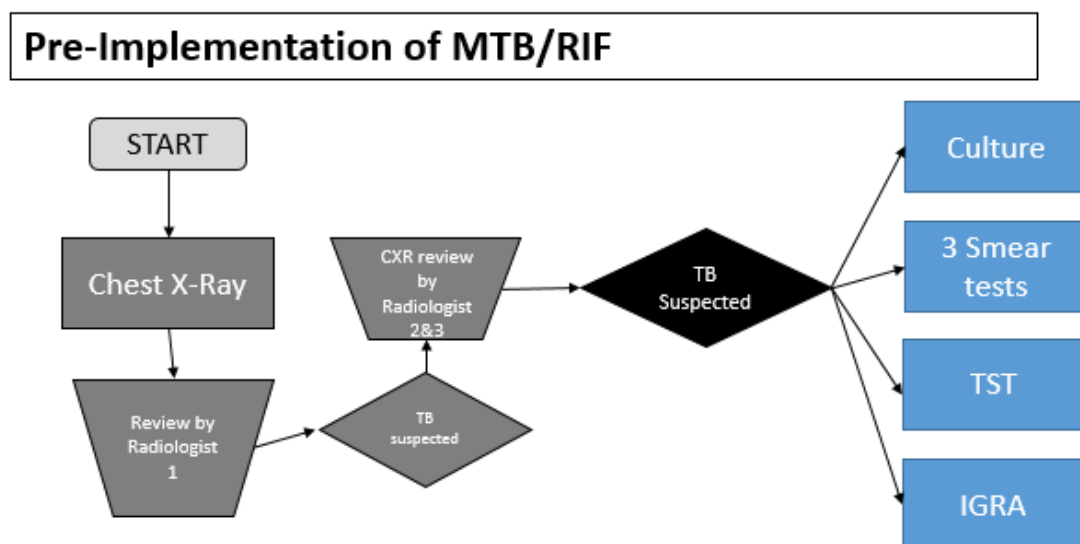 Pre-Implementation of MTB/RIF
START
Chest X-Ray
Review by
Radiologist
1
TB
suspected
CXR review
by
Radiologist
2&3
TB
Suspected
Culture
3 Smear
tests
TST
IGRA